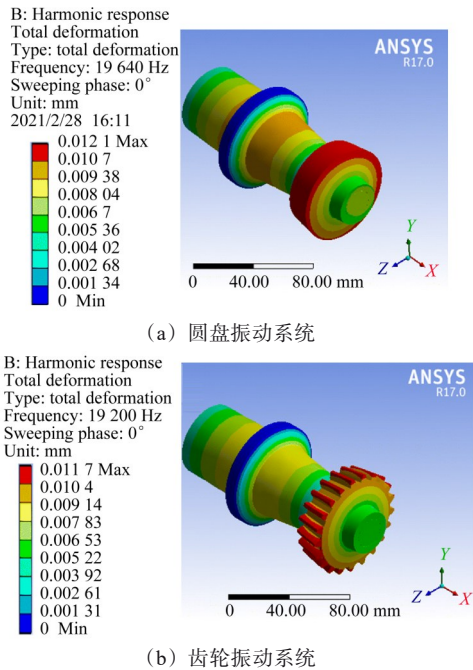 B: Harmonic response
Total deformation
Type: total deformation
Frequency: 19 640 Hz
Sweeping phase: 0°
Unit: mm
2021/2/28 16:11
0.012 1 Max
0.010 7
0.009 38
0.008 04
0.006 7
0.005 36
0.004 02
0.002 68
0.001 34
0 Min
ANSYS
R17.0
Y
Z
X
0 40.00 80.00 mm
(a) 圆盘振动系统
B: Harmonic response
Total deformation
Type: total deformation
Frequency: 19 200 Hz
Sweeping phase: 0°
Unit: mm
0.011 7 Max
0.010 4
0.009 14
0.007 83
0.006 53
0.005 22
0.003 92
0.002 61
0.001 31
0 Min
ANSYS
R17.0
Y
Z
X
0 40.00 80.00 mm
(b) 齿轮振动系统